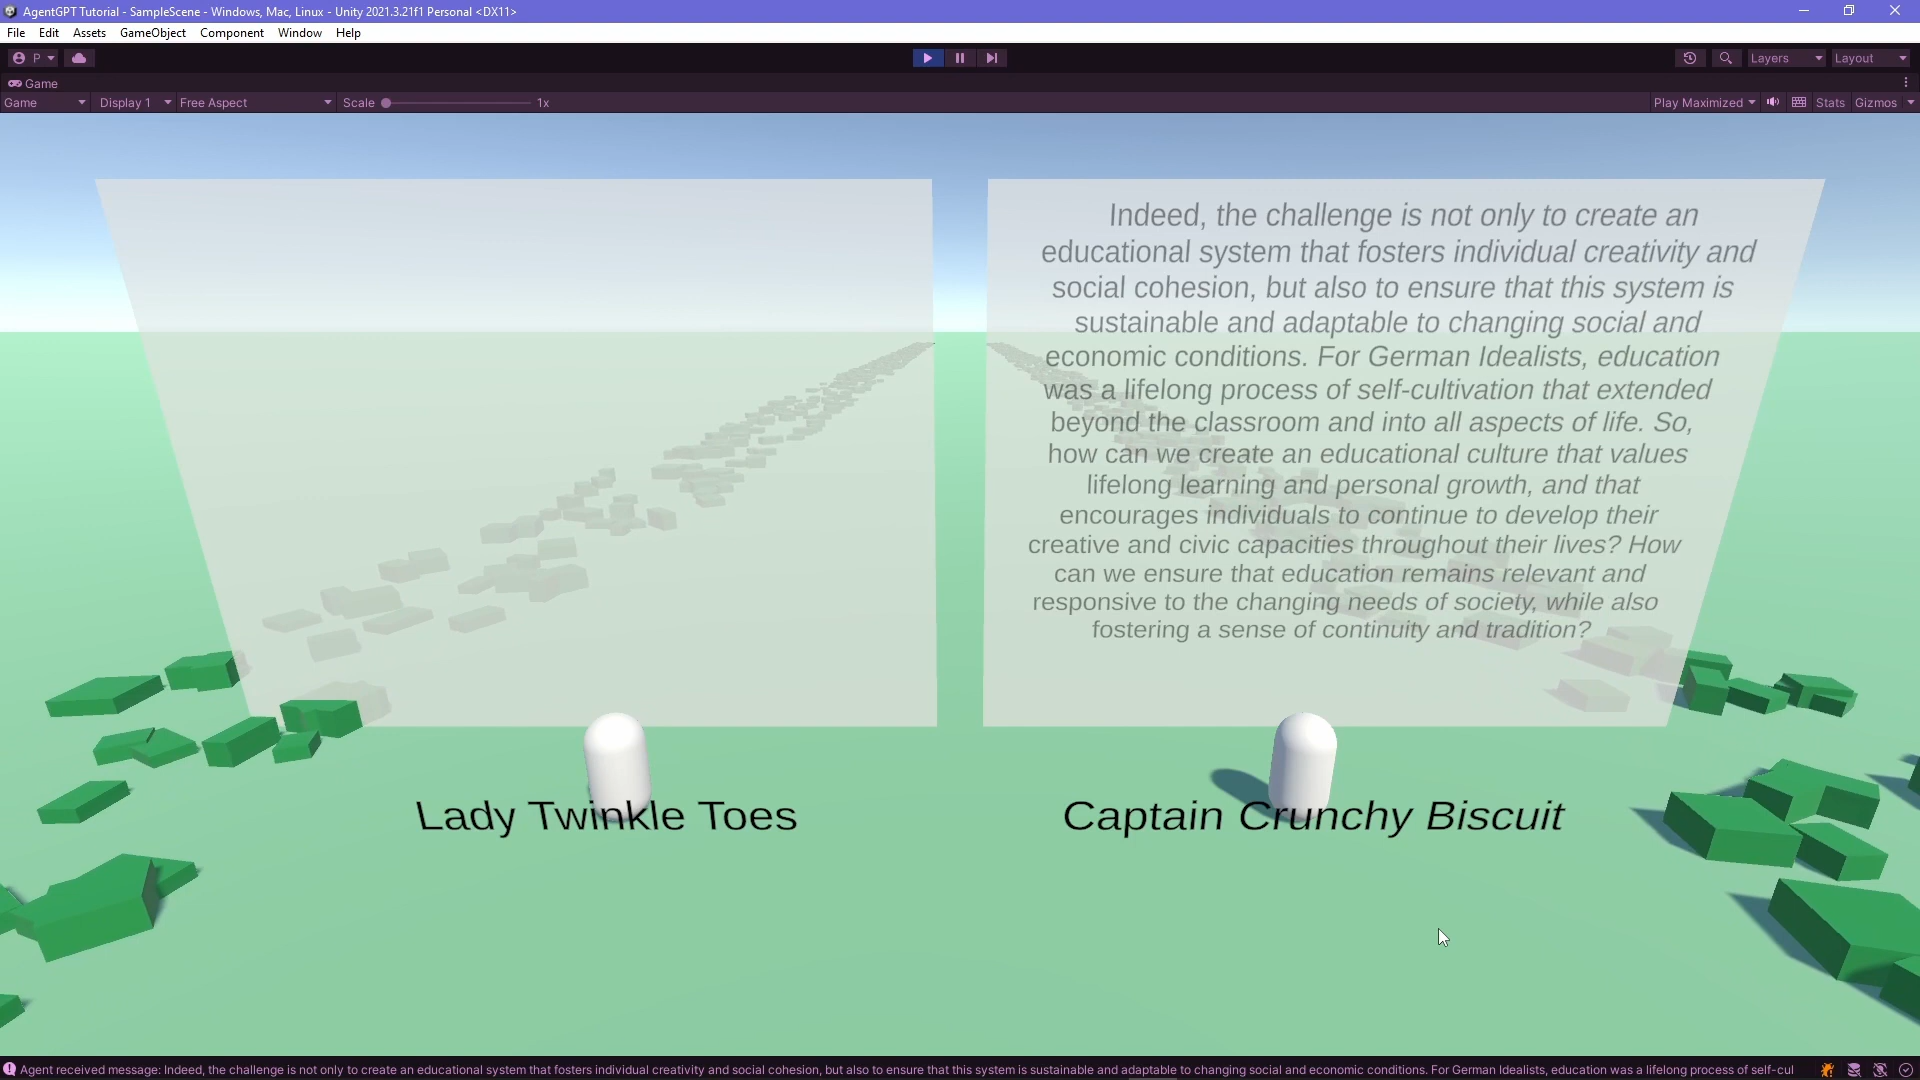 AgentGPT Tutorial - SampleScene - Windows, Mac, Linux - Unity 2021.3.21f1 Personal <DX11>
File Edit Assets GameObject Component Window Help
P Layers Layout
Game
Game Display 1 Free Aspect Scale 1x Play Maximized Stats Gizmos
Indeed, the challenge is not only to create an
educational system that fosters individual creativity and
social cohesion, but also to ensure that this system is
sustainable and adaptable to changing social and
economic conditions. For German Idealists, education
was a lifelong process of self-cultivation that extended
beyond the classroom and into all aspects of life. So,
how can we create an educational culture that values
lifelong learning and personal growth, and that
encourages individuals to continue to develop their
creative and civic capacities throughout their lives? How
can we ensure that education remains relevant and
responsive to the changing needs of society, while also
fostering a sense of continuity and tradition?
Lady Twinkle Toes
Captain Crunchy Biscuit
Agent received message: Indeed, the challenge is not only to create an educational system that fosters individual creativity and social cohesion, but also to ensure that this system is sustainable and adaptable to changing social and economic conditions. For German Idealists, education was a lifelong process of self-cul